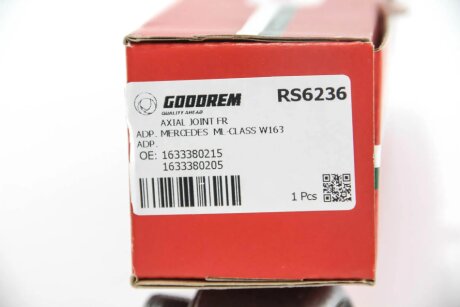 GOODREM RS6236
QUALITY AHEAD
AXIAL JOINT FR
ADP. MERCEDES ML-CLASS W163
ADP.
OE: 1633380215
1633380205
1 Pcs